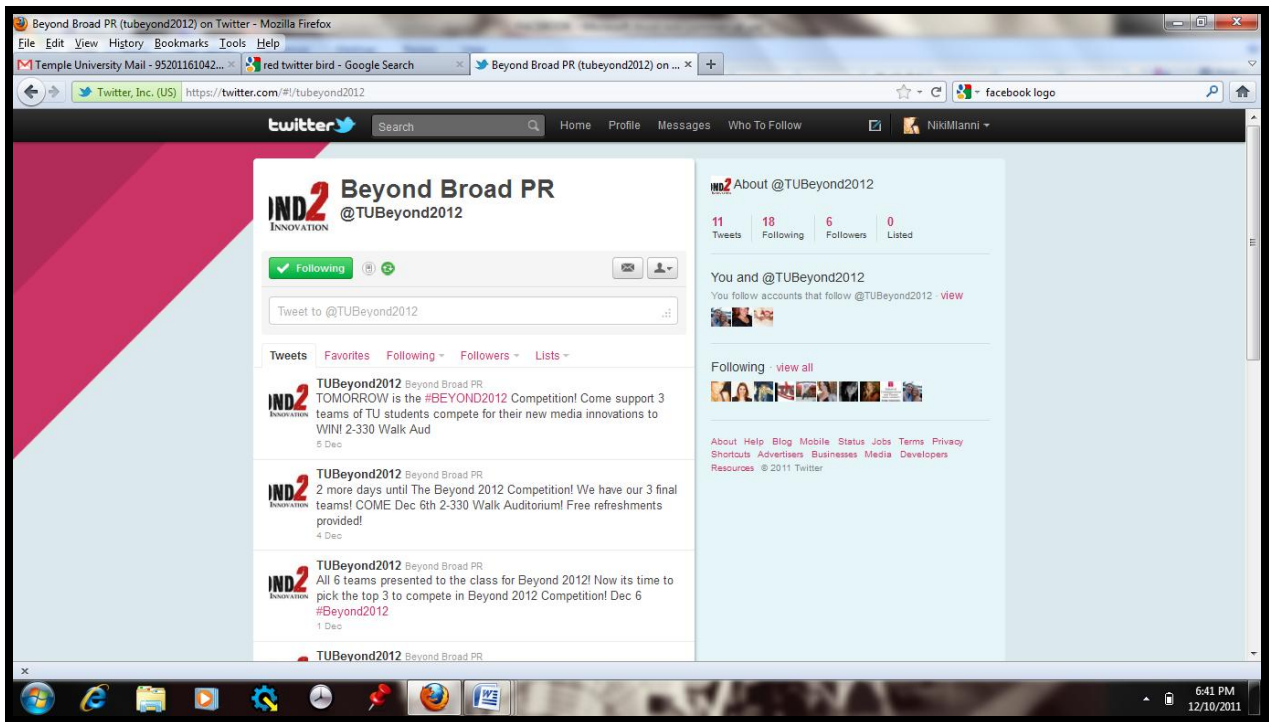 Beyond Broad PR (tubeyond2012) on Twitter - Mozilla Firefox
File Edit View History Bookmarks Tools Help
Temple University Mail - 95201161042... × red twitter bird - Google Search × Beyond Broad PR (tubeyond2012) on ... × +
Twitter, Inc. (US) https://twitter.com/#!/tubeyond2012 facebook logo
twitter Search Home Profile Messages Who To Follow NikiMIanni
IND2
INNOVATION
Beyond Broad PR
@TUBeyond2012
Following
Tweet to @TUBeyond2012
Tweets Favorites Following Followers Lists
TUBeyond2012 Beyond Broad PR
TOMORROW is the #BEYOND2012 Competition! Come support 3
teams of TU students compete for their new media innovations to
WIN! 2-330 Walk Aud
5 Dec
TUBeyond2012 Beyond Broad PR
2 more days until The Beyond 2012 Competition! We have our 3 final
teams! COME Dec 6th 2-330 Walk Auditorium! Free refreshments
provided!
4 Dec
TUBeyond2012 Beyond Broad PR
All 6 teams presented to the class for Beyond 2012! Now its time to
pick the top 3 to compete in Beyond 2012 Competition! Dec 6
#Beyond2012
1 Dec
TUBeyond2012 Beyond Broad PR
About @TUBeyond2012
11 18 6 0
Tweets Following Followers Listed
You and @TUBeyond2012
You follow accounts that follow @TUBeyond2012 · view
Following · view all
About Help Blog Mobile Status Jobs Terms Privacy
Shortcuts Advertisers Businesses Media Developers
Resources © 2011 Twitter
6:41 PM
12/10/2011